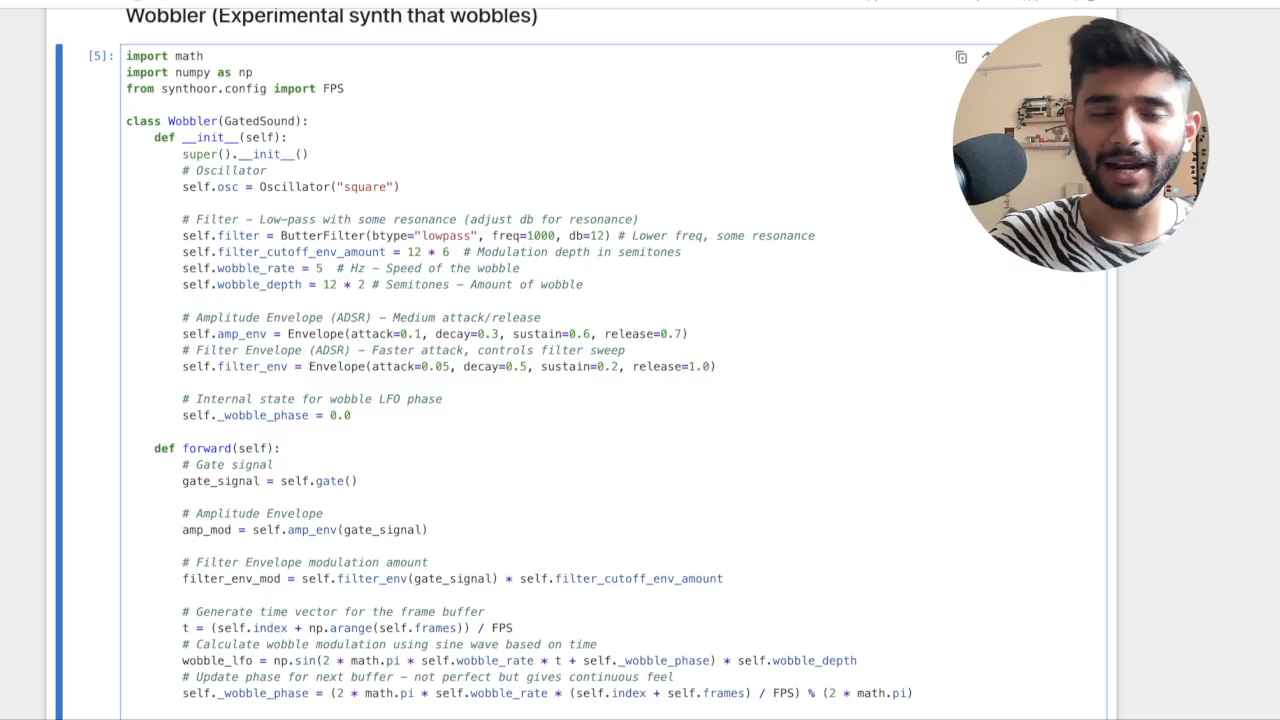 Wobbler (Experimental synth that wobbles)
[5]:
import math
import numpy as np
from synthoor.config import FPS
class Wobbler(GatedSound):
def __init__(self):
super().__init__()
# Oscillator
self.osc = Oscillator("square")
# Filter – Low-pass with some resonance (adjust db for resonance)
self.filter = ButterFilter(btype="lowpass", freq=1000, db=12) # Lower freq, some resonance
self.filter_cutoff_env_amount = 12 * 6  # Modulation depth in semitones
self.wobble_rate = 5  # Hz – Speed of the wobble
self.wobble_depth = 12 * 2 # Semitones – Amount of wobble
# Amplitude Envelope (ADSR) – Medium attack/release
self.amp_env = Envelope(attack=0.1, decay=0.3, sustain=0.6, release=0.7)
# Filter Envelope (ADSR) – Faster attack, controls filter sweep
self.filter_env = Envelope(attack=0.05, decay=0.5, sustain=0.2, release=1.0)
# Internal state for wobble LFO phase
self._wobble_phase = 0.0
def forward(self):
# Gate signal
gate_signal = self.gate()
# Amplitude Envelope
amp_mod = self.amp_env(gate_signal)
# Filter Envelope modulation amount
filter_env_mod = self.filter_env(gate_signal) * self.filter_cutoff_env_amount
# Generate time vector for the frame buffer
t = (self.index + np.arange(self.frames)) / FPS
# Calculate wobble modulation using sine wave based on time
wobble_lfo = np.sin(2 * math.pi * self.wobble_rate * t + self._wobble_phase) * self.wobble_depth
# Update phase for next buffer – not perfect but gives continuous feel
self._wobble_phase = (2 * math.pi * self.wobble_rate * (self.index + self.frames) / FPS) % (2 * math.pi)